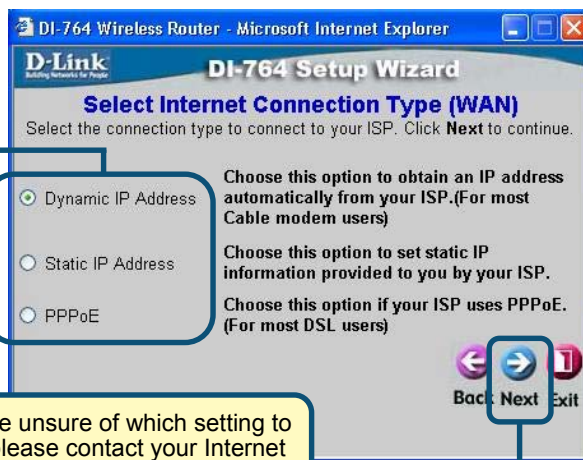 DI-764 Wireless Router - Microsoft Internet Explorer
D-Link
Building Networks for People
DI-764 Setup Wizard
Select Internet Connection Type (WAN)
Select the connection type to connect to your ISP. Click Next to continue.
Dynamic IP Address
Choose this option to obtain an IP address
automatically from your ISP.(For most
Cable modem users)
Static IP Address
Choose this option to set static IP
information provided to you by your ISP.
PPPoE
Choose this option if your ISP uses PPPoE.
(For most DSL users)
Back Next Exit
e unsure of which setting to
please contact your Internet